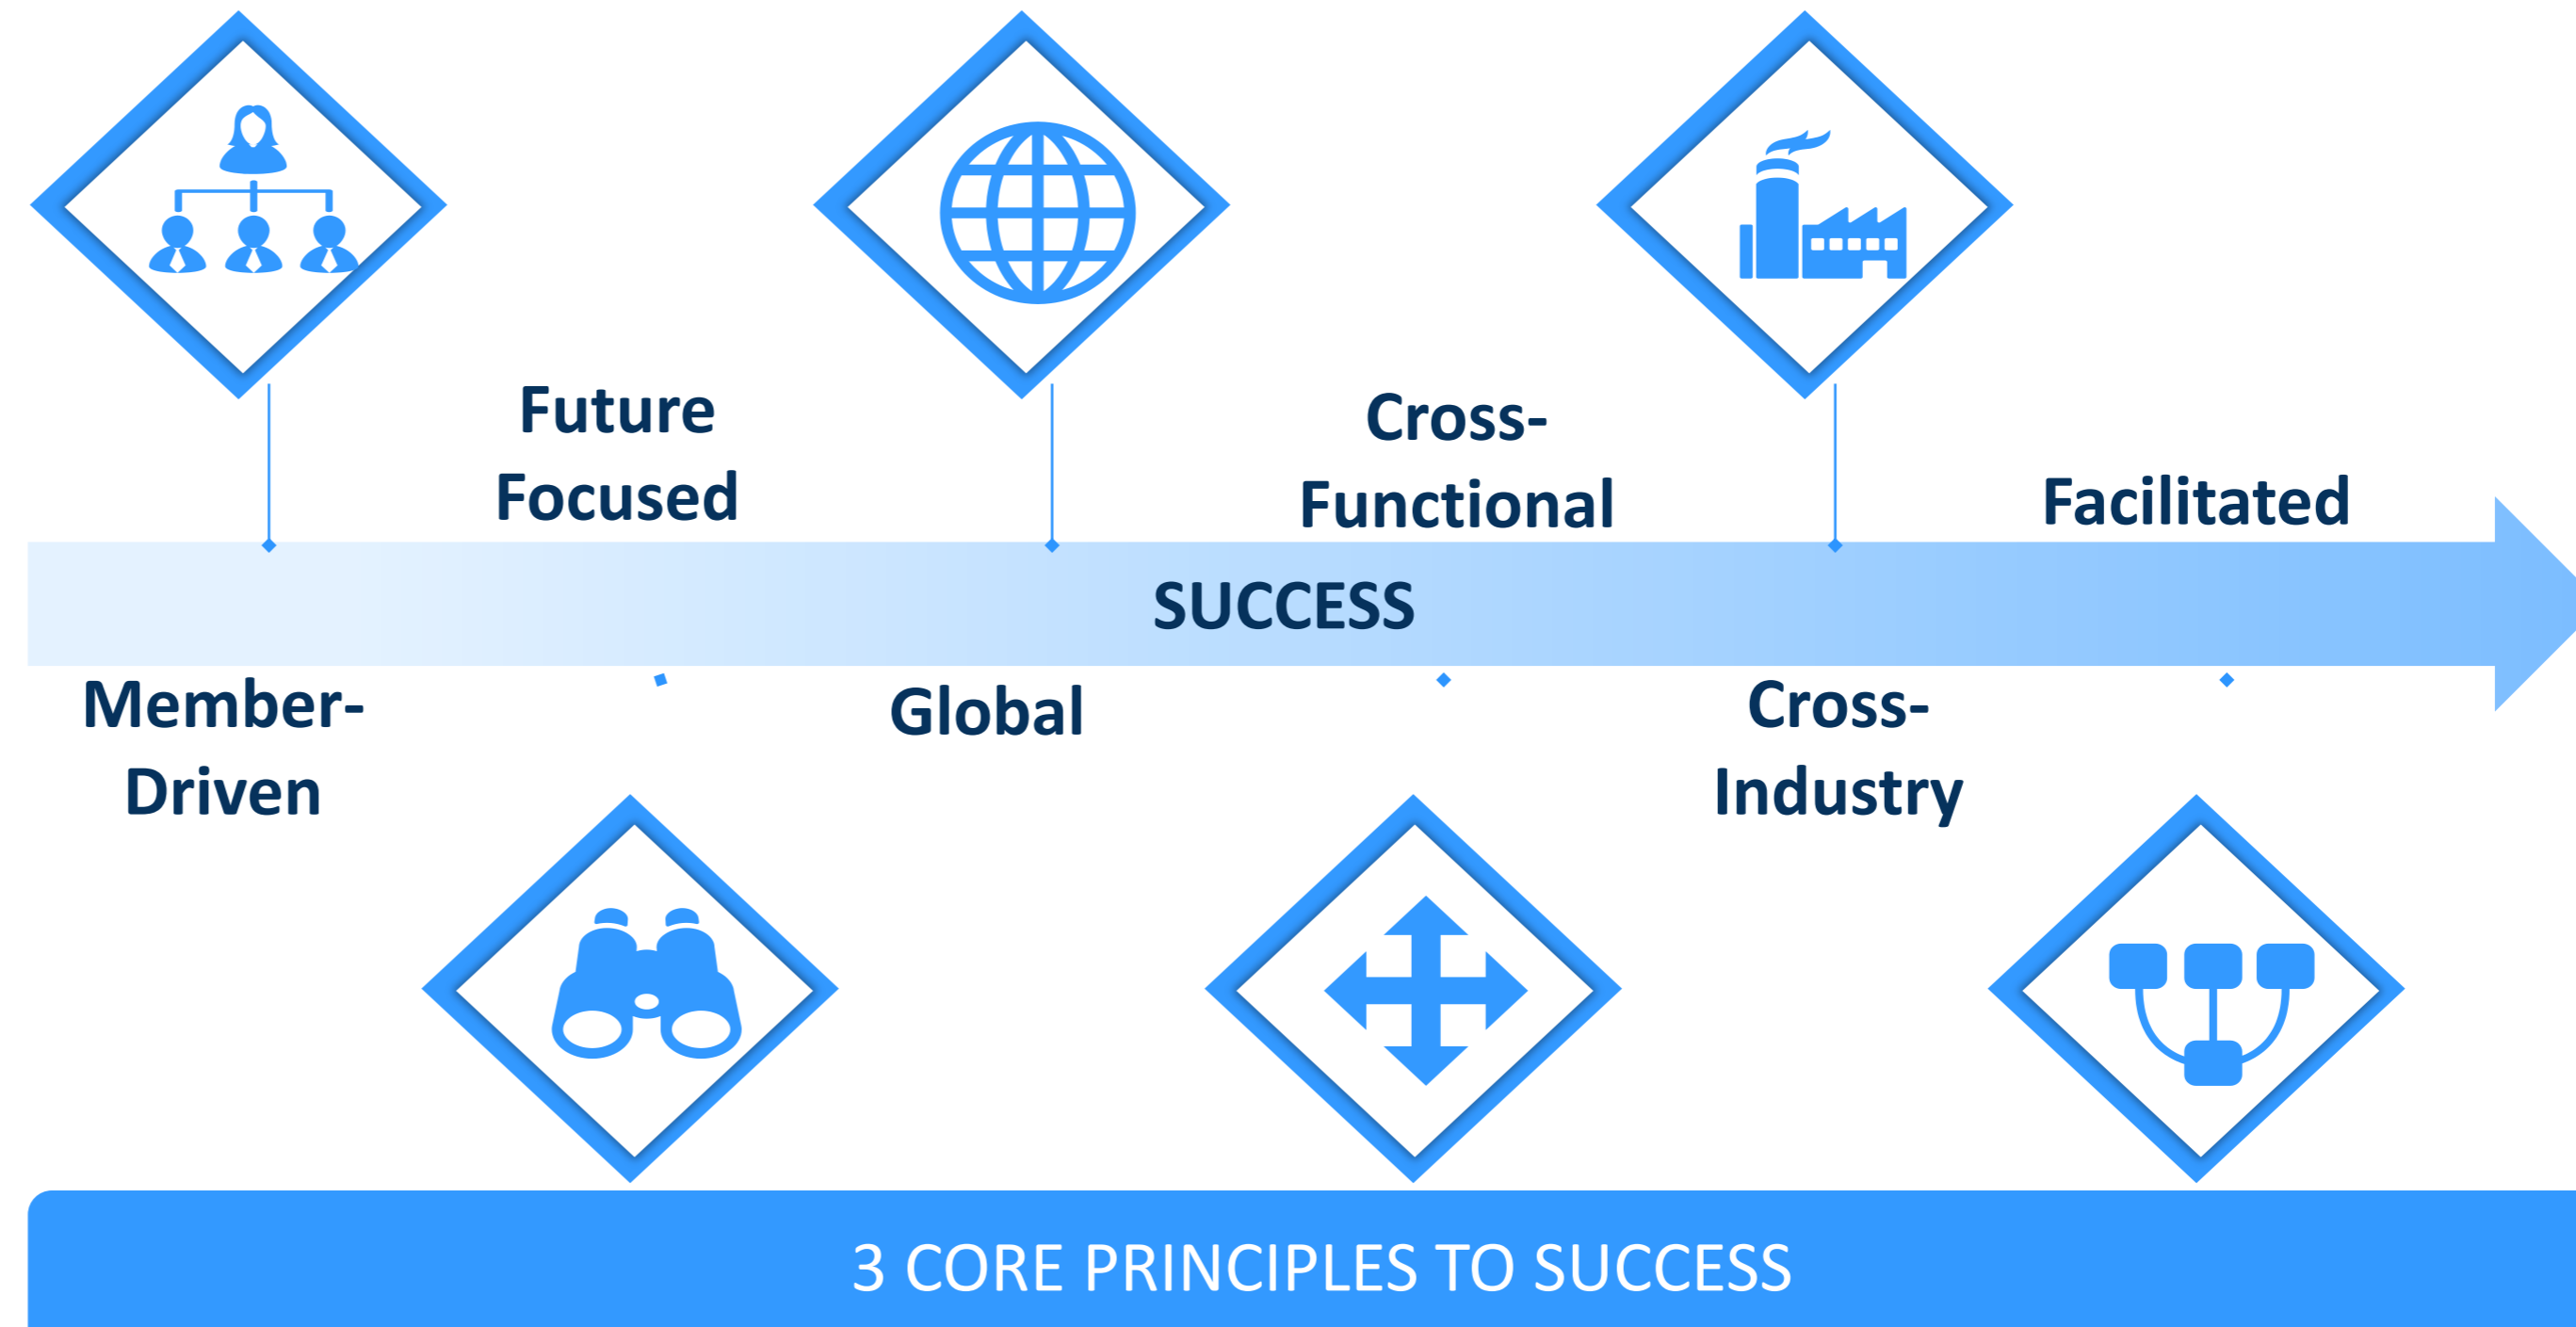 Future
Focused
Cross-
Functional
Facilitated
SUCCESS
Member-
Driven
Global
Cross-
Industry
3 CORE PRINCIPLES TO SUCCESS